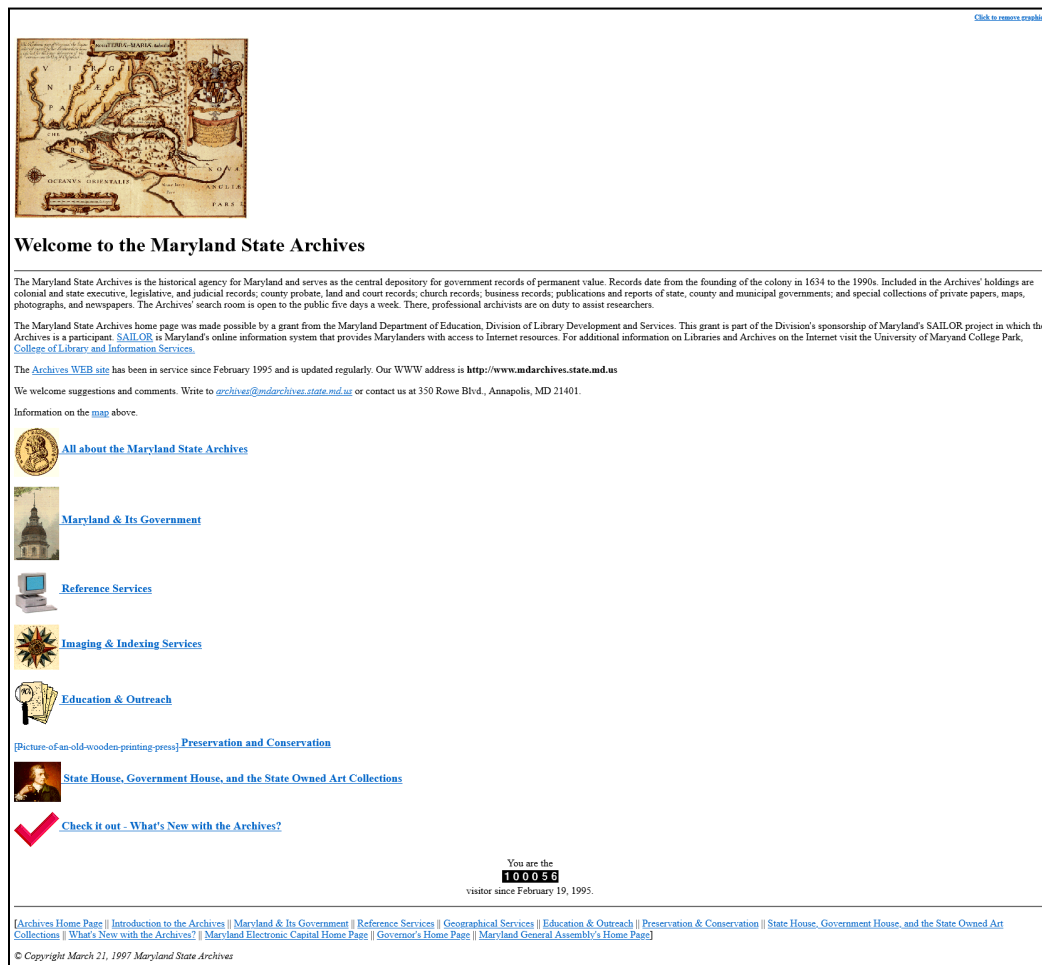 Click to remove graphic
Nova TERRÆ-MARIÆ tabula
V I R G I
N I Æ
P A
OCEANVS ORIENTALIS
N O V A
ANGLIÆ
PARS
Welcome to the Maryland State Archives
The Maryland State Archives is the historical agency for Maryland and serves as the central depository for government records of permanent value. Records date from the founding of the colony in 1634 to the 1990s. Included in the Archives' holdings are
colonial and state executive, legislative, and judicial records; county probate, land and court records; church records; business records; publications and reports of state, county and municipal governments; and special collections of private papers, maps,
photographs, and newspapers. The Archives' search room is open to the public five days a week. There, professional archivists are on duty to assist researchers.
The Maryland State Archives home page was made possible by a grant from the Maryland Department of Education, Division of Library Development and Services. This grant is part of the Division's sponsorship of Maryland's SAILOR project in which the
Archives is a participant. SAILOR is Maryland's online information system that provides Marylanders with access to Internet resources. For additional information on Libraries and Archives on the Internet visit the University of Maryand College Park,
College of Library and Information Services.
The Archives WEB site has been in service since February 1995 and is updated regularly. Our WWW address is http://www.mdarchives.state.md.us
We welcome suggestions and comments. Write to archives@mdarchives.state.md.us or contact us at 350 Rowe Blvd., Annapolis, MD 21401.
Information on the map above.
All about the Maryland State Archives
Maryland & Its Government
Reference Services
Imaging & Indexing Services
Education & Outreach
[Picture-of-an-old-wooden-printing-press] Preservation and Conservation
State House, Government House, and the State Owned Art Collections
Check it out - What's New with the Archives?
You are the
100056
visitor since February 19, 1995.
[Archives Home Page || Introduction to the Archives || Maryland & Its Government || Reference Services || Geographical Services || Education & Outreach || Preservation & Conservation || State House, Government House, and the State Owned Art
Collections || What's New with the Archives? || Maryland Electronic Capital Home Page || Governor's Home Page || Maryland General Assembly's Home Page]
© Copyright March 21, 1997 Maryland State Archives